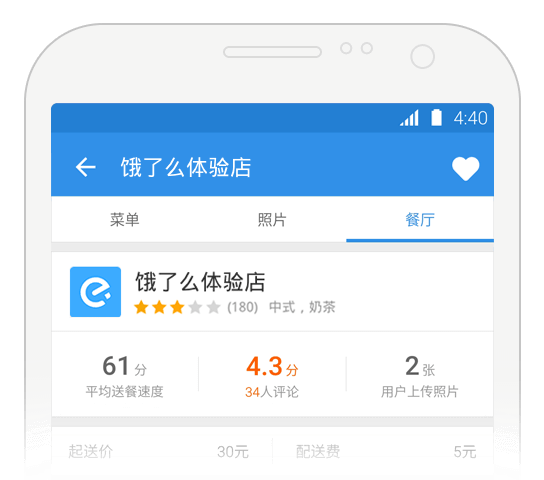 4:40
饿了么体验店
菜单 照片 餐厅
饿了么体验店
(180) 中式，奶茶
61分 4.3分 2张
平均送餐速度 34人评论 用户上传照片
起送价 30元 配送费 5元